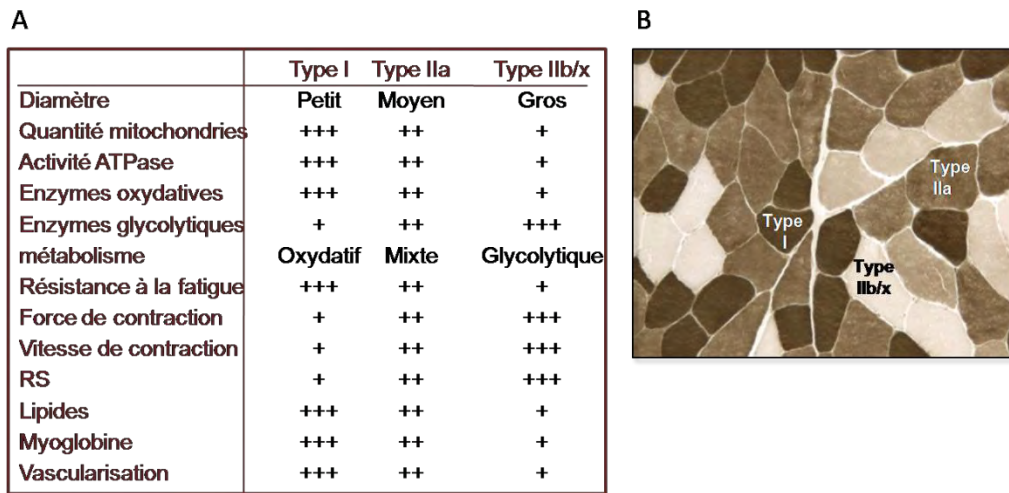 A
Type I Type IIa Type IIb/x
Diamètre Petit Moyen Gros
Quantité mitochondries +++ ++ +
Activité ATPase +++ ++ +
Enzymes oxydatives +++ ++ +
Enzymes glycolytiques + ++ +++
métabolisme Oxydatif Mixte Glycolytique
Résistance à la fatigue +++ ++ +
Force de contraction + ++ +++
Vitesse de contraction + ++ +++
RS + ++ +++
Lipides +++ ++ +
Myoglobine +++ ++ +
Vascularisation +++ ++ +
B
Type
IIa
Type
I
Type
IIb/x